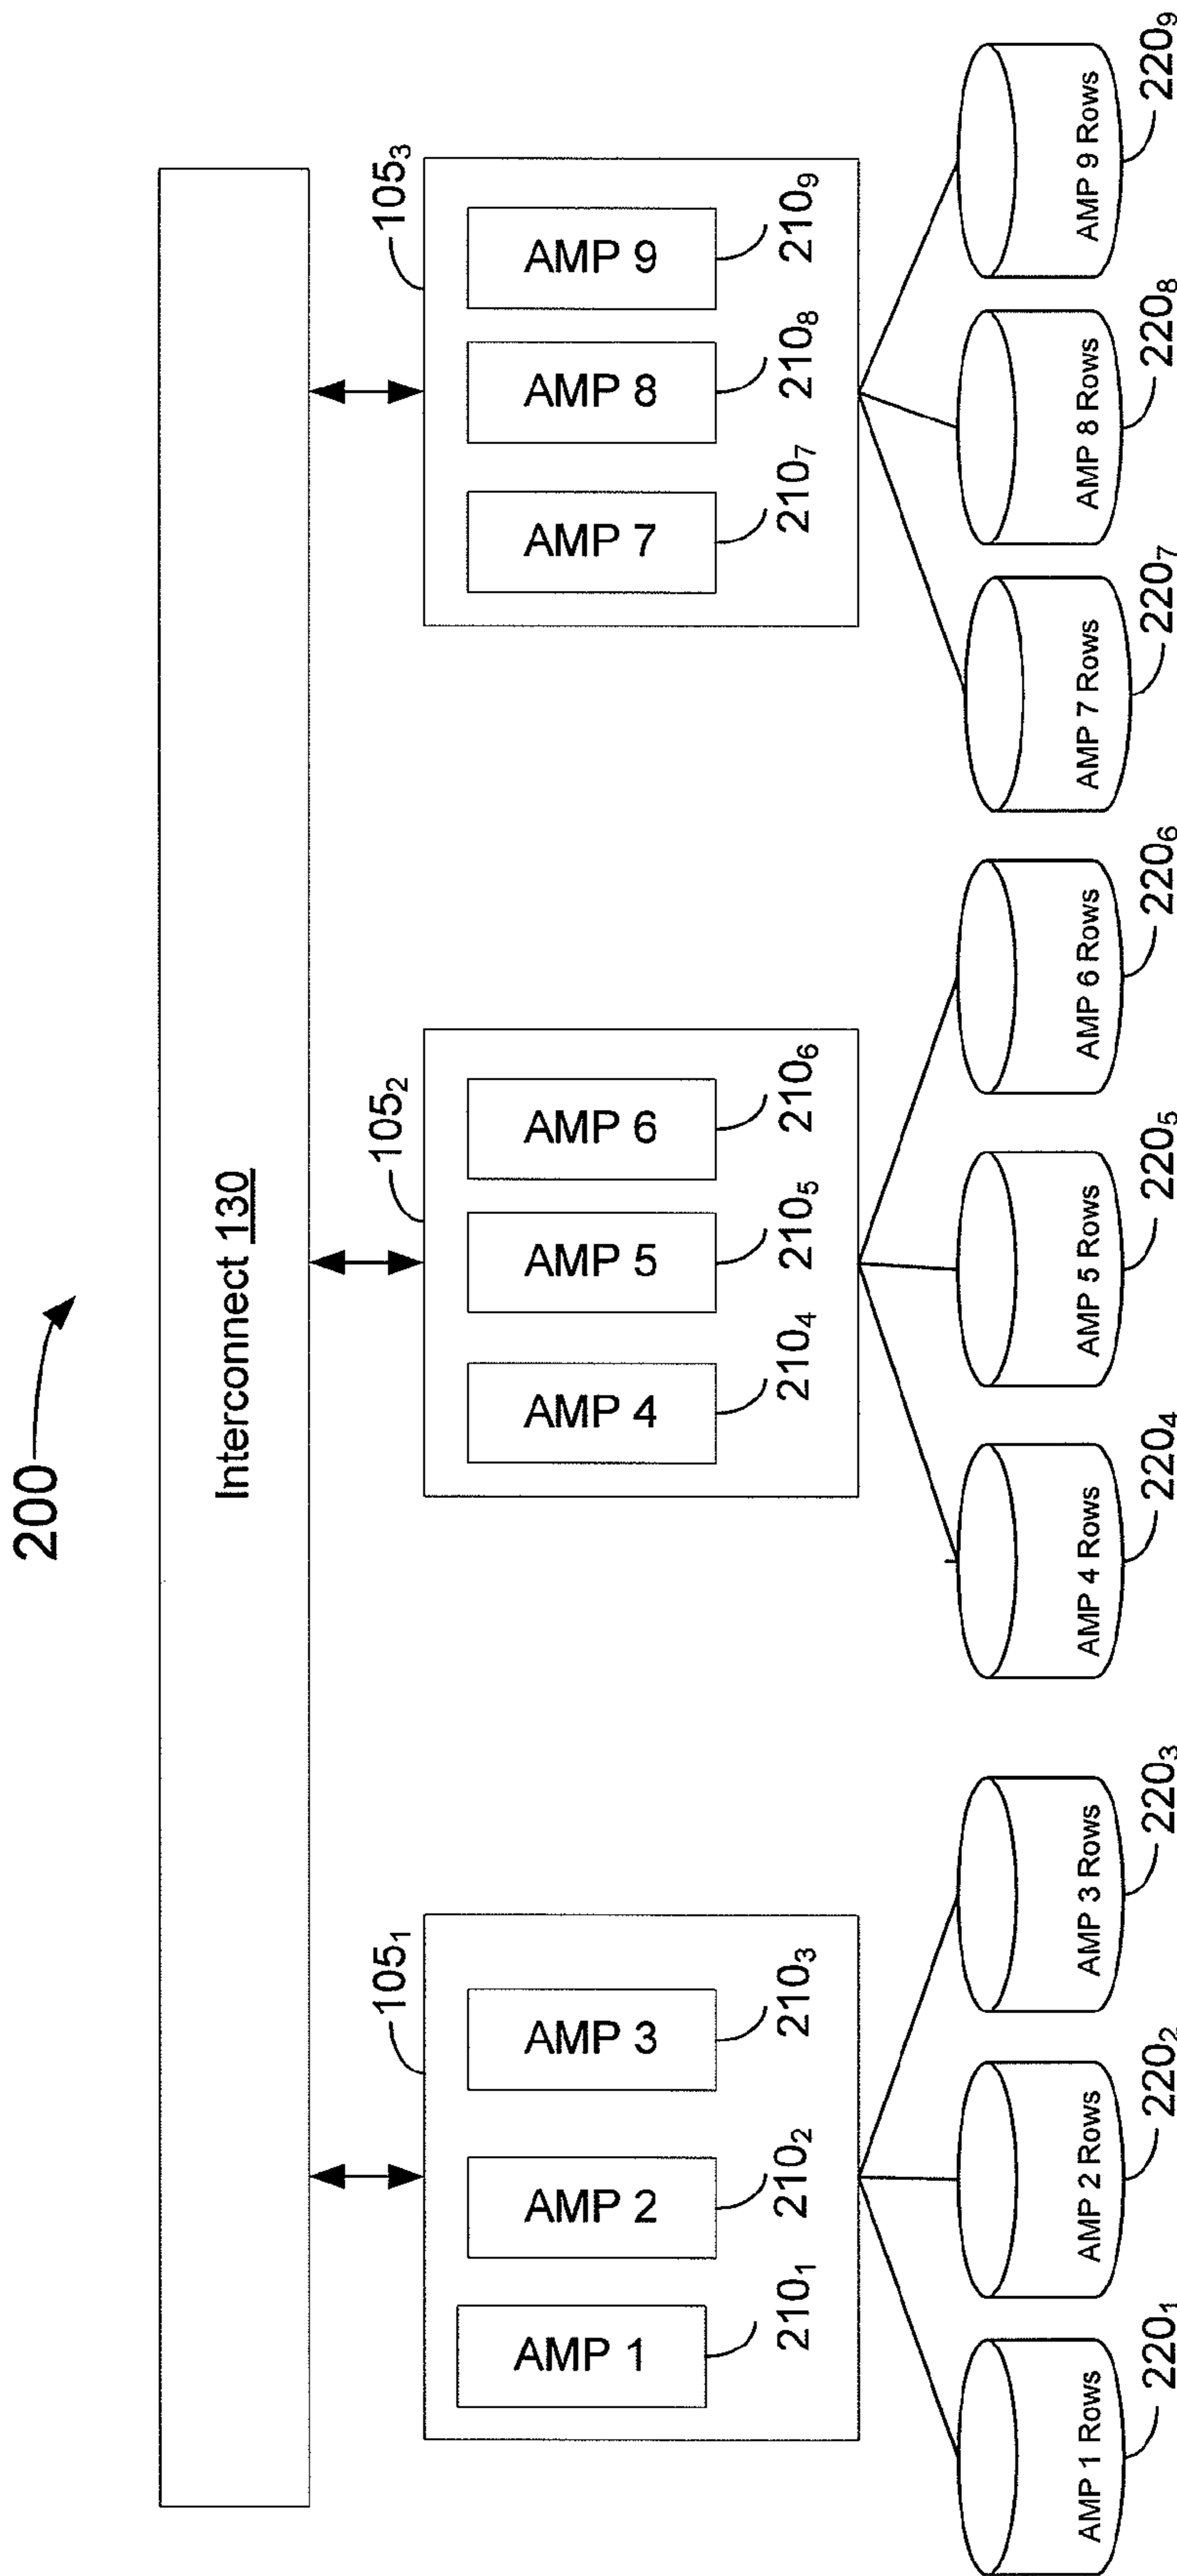 200
Interconnect 130
105₁
105₂
105₃
AMP 1
AMP 2
AMP 3
AMP 4
AMP 5
AMP 6
AMP 7
AMP 8
AMP 9
210₁
210₂
210₃
210₄
210₅
210₆
210₇
210₈
210₉
AMP 1 Rows
AMP 2 Rows
AMP 3 Rows
AMP 4 Rows
AMP 5 Rows
AMP 6 Rows
AMP 7 Rows
AMP 8 Rows
AMP 9 Rows
220₁
220₂
220₃
220₄
220₅
220₆
220₇
220₈
220₉